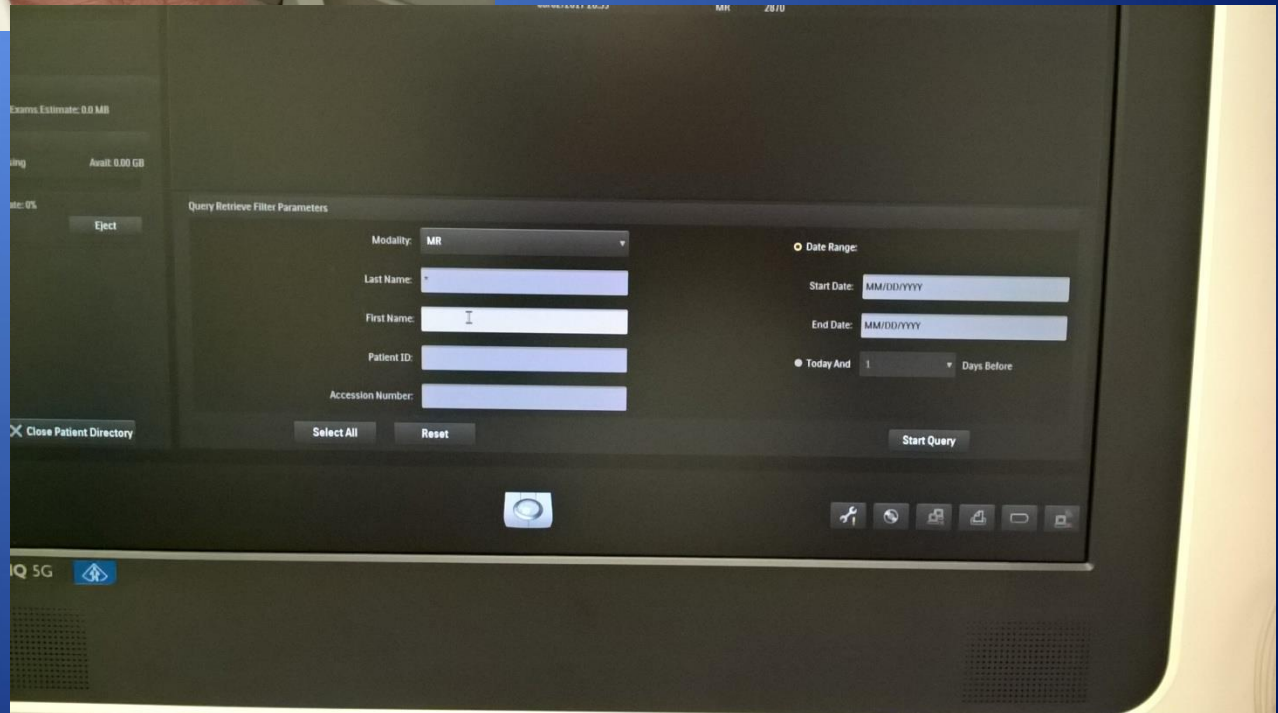 MR 2870
Exams.Estimate: 0.0 MB
Avail: 0.00 GB
Eject
Close Patient Directory
Query Retrieve Filter Parameters
Modality: MR
Last Name: *
First Name:
Patient ID:
Accession Number:
Select All Reset
Date Range:
Start Date: MM/DD/YYYY
End Date: MM/DD/YYYY
Today And 1 Days Before
Start Query
IQ 5G